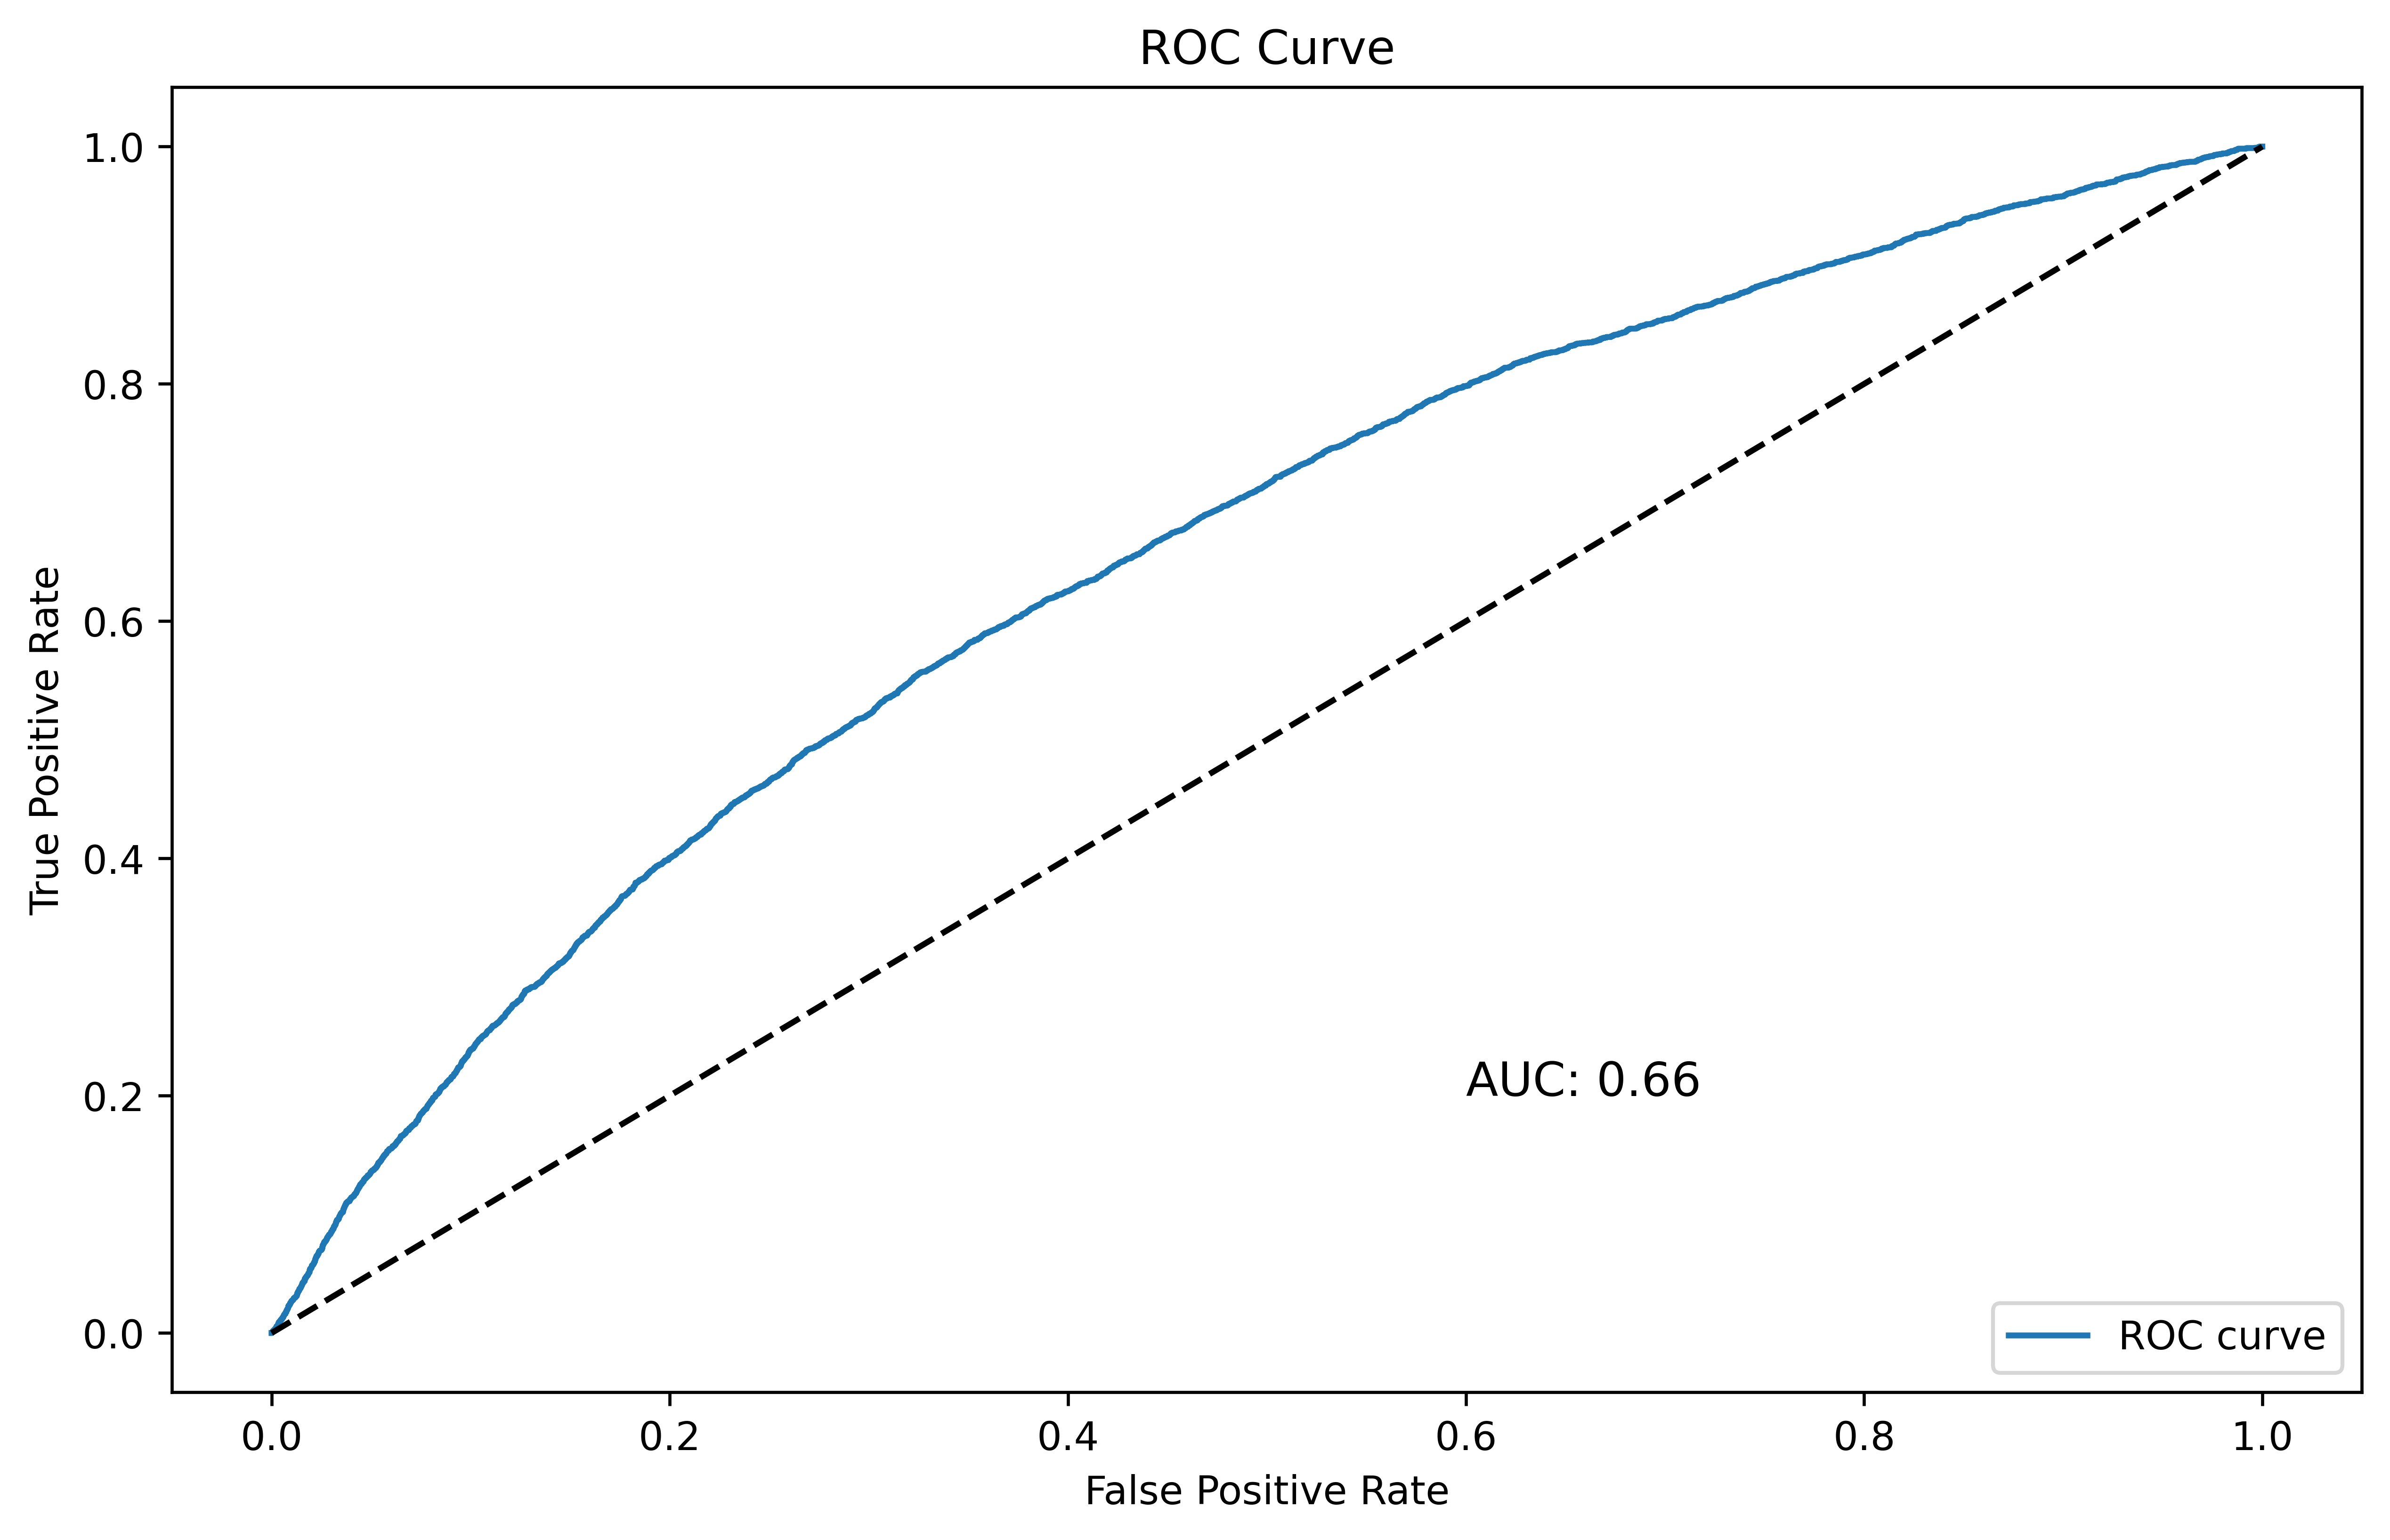 ROC Curve
1.0
0.8
0.6
0.4
0.2
0.0
True Positive Rate
AUC: 0.66
ROC curve
0.0 0.2 0.4 0.6 0.8 1.0
False Positive Rate